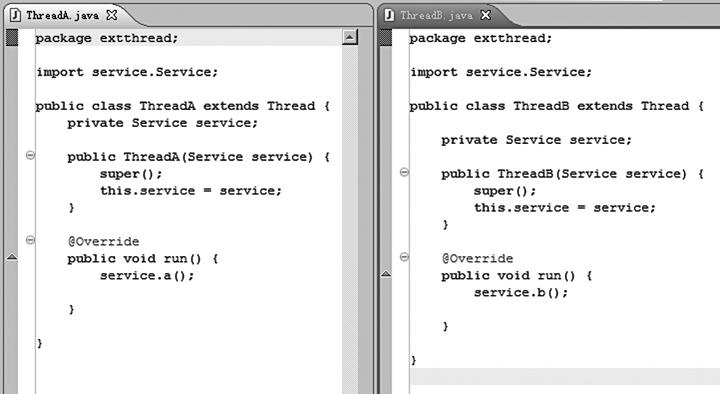 ThreadA.java
package extthread;
import service.Service;
public class ThreadA extends Thread {
private Service service;
public ThreadA(Service service) {
super();
this.service = service;
}
@Override
public void run() {
service.a();
}
}
ThreadB.java
package extthread;
import service.Service;
public class ThreadB extends Thread {
private Service service;
public ThreadB(Service service) {
super();
this.service = service;
}
@Override
public void run() {
service.b();
}
}